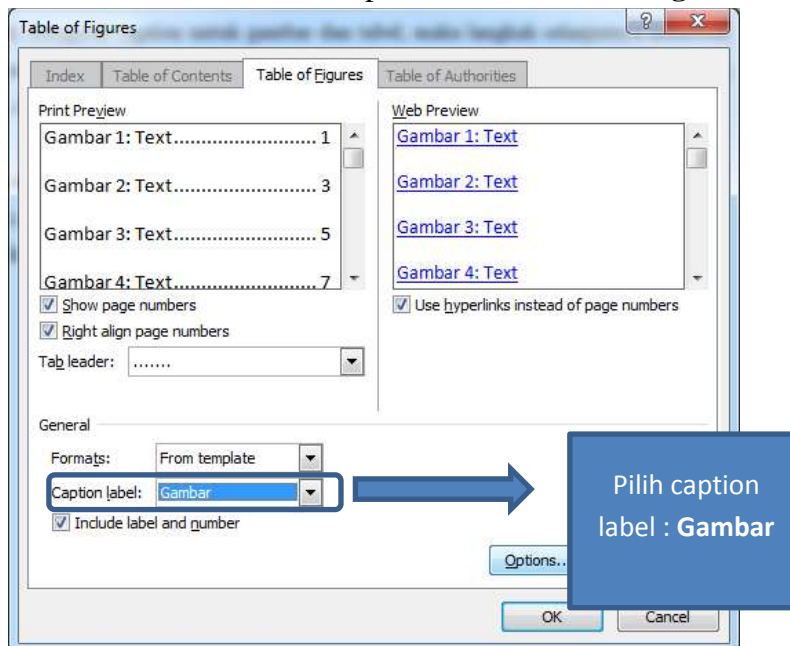 Table of Figures
Index
Table of Contents
Table of Figures
Table of Authorities
Print Preview
Gambar 1: Text.......................... 1
Gambar 2: Text.......................... 3
Gambar 3: Text.......................... 5
Gambar 4: Text.......................... 7
Show page numbers
Right align page numbers
Tab leader: .......
Web Preview
Gambar 1: Text
Gambar 2: Text
Gambar 3: Text
Gambar 4: Text
Use hyperlinks instead of page numbers
General
Formats: From template
Caption label: Gambar
Include label and number
Pilih caption
label : Gambar
Options..
OK
Cancel